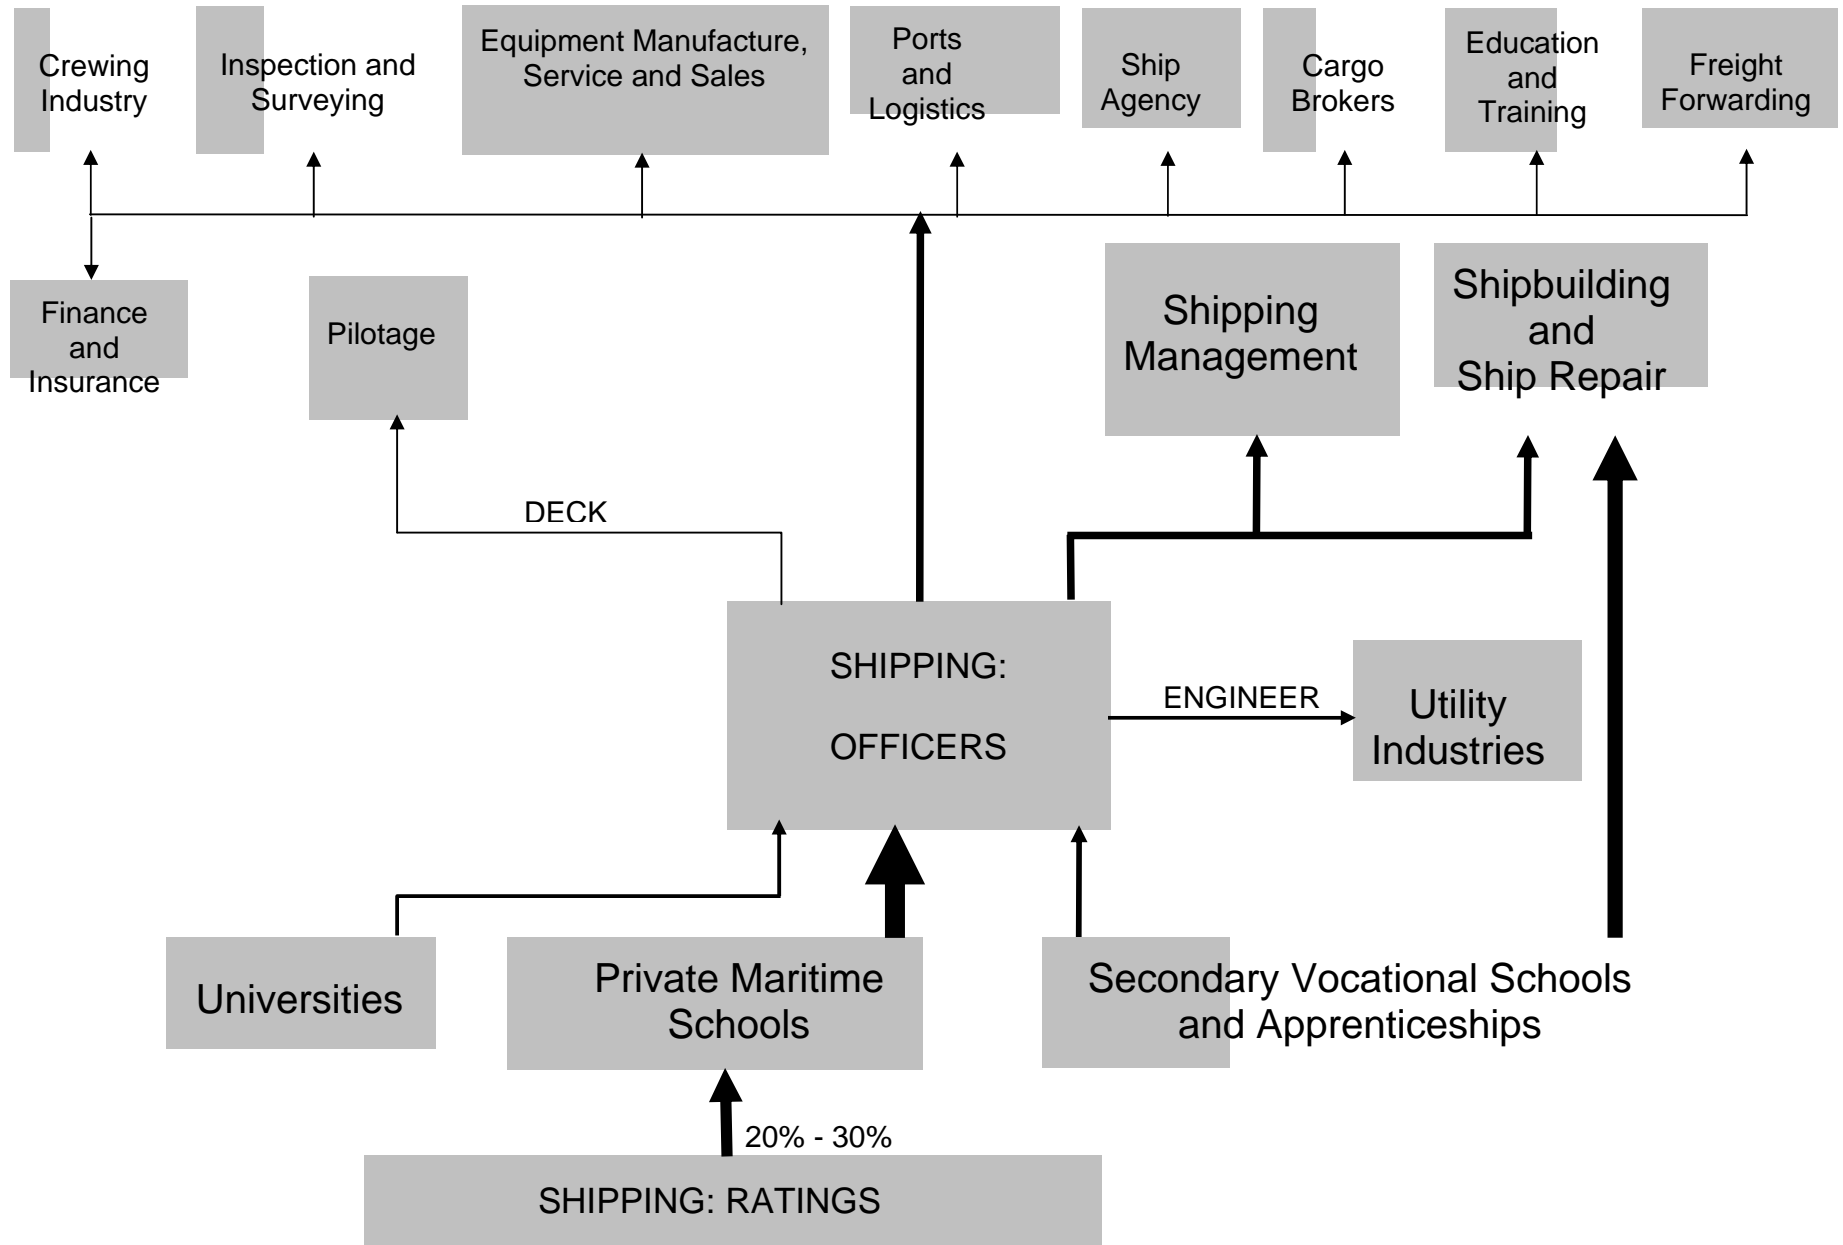 Crewing
Industry
Inspection and
Surveying
Equipment Manufacture,
Service and Sales
Ports
and
Logistics
Ship
Agency
Cargo
Brokers
Education
and
Training
Freight
Forwarding
Finance
and
Insurance
Pilotage
Shipping
Management
Shipbuilding
and
Ship Repair
DECK
SHIPPING:
OFFICERS
ENGINEER
Utility
Industries
Universities
Private Maritime
Schools
Secondary Vocational Schools
and Apprenticeships
20% - 30%
SHIPPING: RATINGS